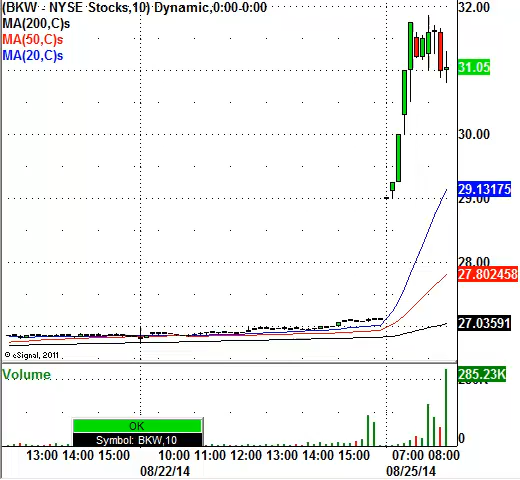 (BKW - NYSE Stocks,10) Dynamic,0:00-0:00
MA(200,C)s
MA(50,C)s
MA(20,C)s
32.00
31.05
30.00
29.13175
29.00
28.00
27.802458
27.03591
© eSignal, 2011
Volume
285.23K
0
OK
Symbol: BKW,10
13:00 14:00 15:00 10:00 11:00 12:00 13:00 14:00 15:00 07:00 08:00
08/22/14 08/25/14